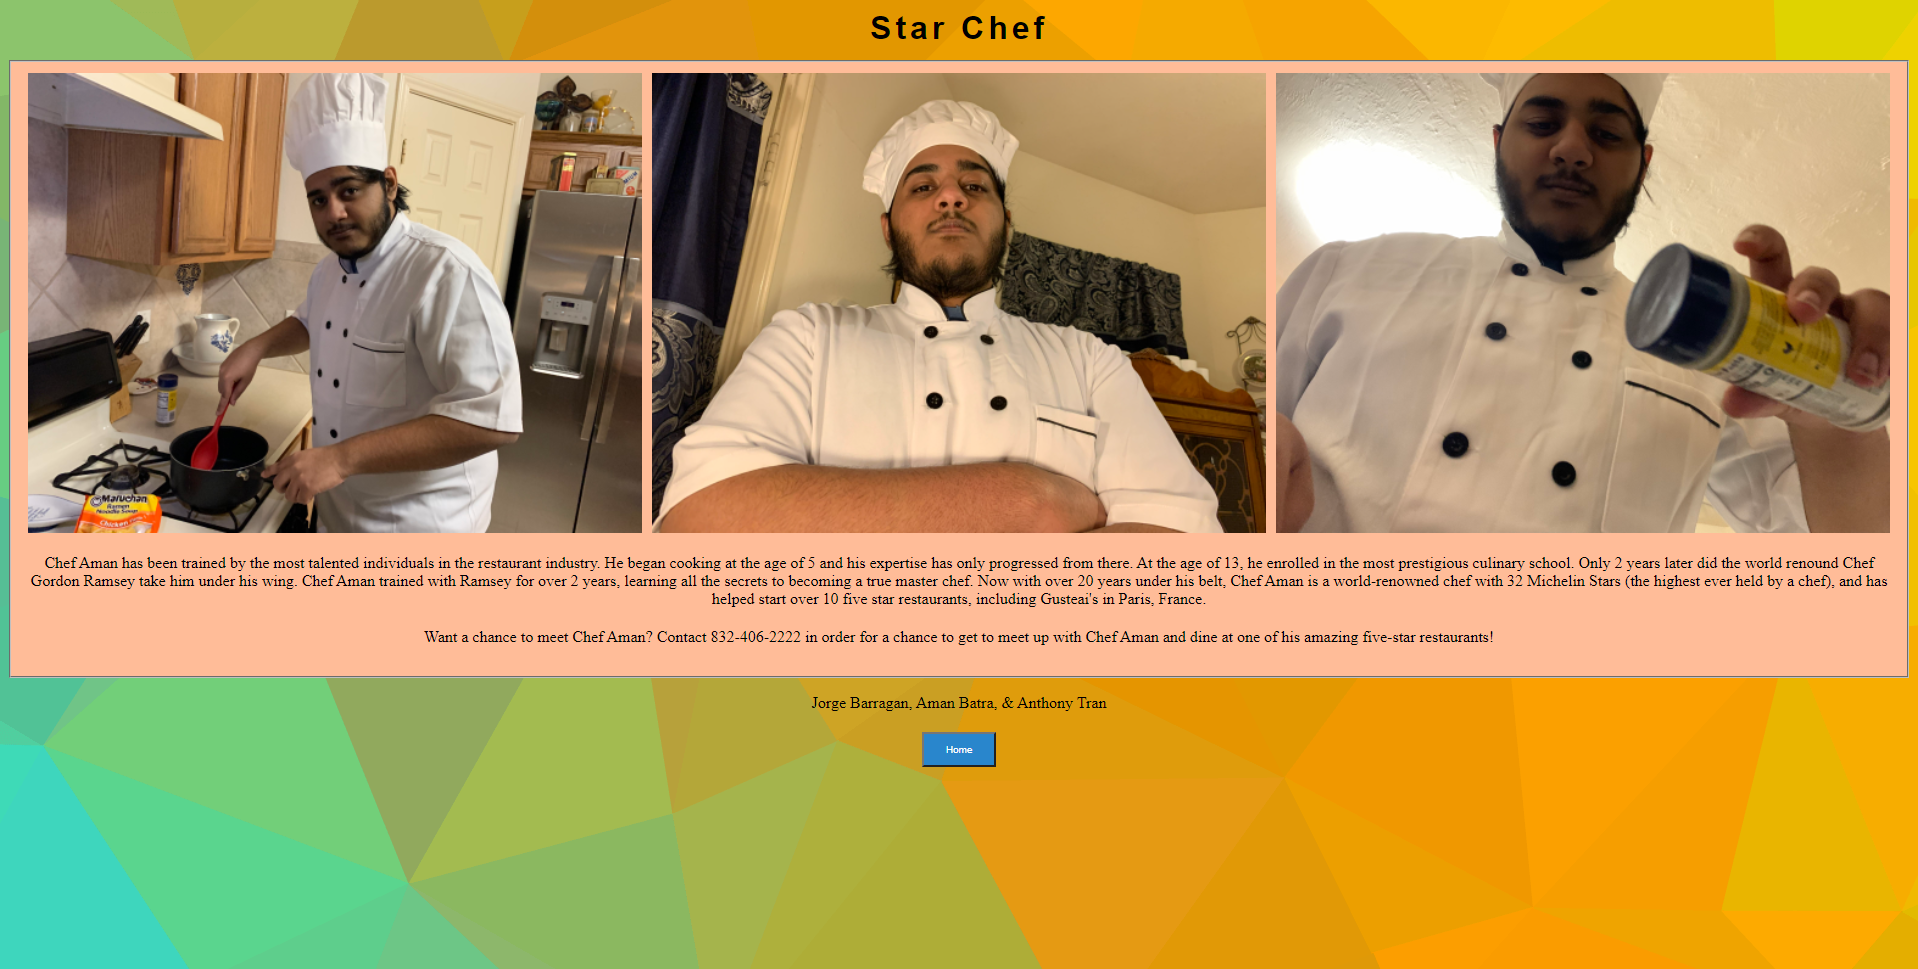 Star Chef
Maruchan
Ramen
Noodle Soup
Chicken
Chef Aman has been trained by the most talented individuals in the restaurant industry. He began cooking at the age of 5 and his expertise has only progressed from there. At the age of 13, he enrolled in the most prestigious culinary school. Only 2 years later did the world renound Chef
Gordon Ramsey take him under his wing. Chef Aman trained with Ramsey for over 2 years, learning all the secrets to becoming a true master chef. Now with over 20 years under his belt, Chef Aman is a world-renowned chef with 32 Michelin Stars (the highest ever held by a chef), and has
helped start over 10 five star restaurants, including Gusteai's in Paris, France.
Want a chance to meet Chef Aman? Contact 832-406-2222 in order for a chance to get to meet up with Chef Aman and dine at one of his amazing five-star restaurants!
Jorge Barragan, Aman Batra, & Anthony Tran
Home